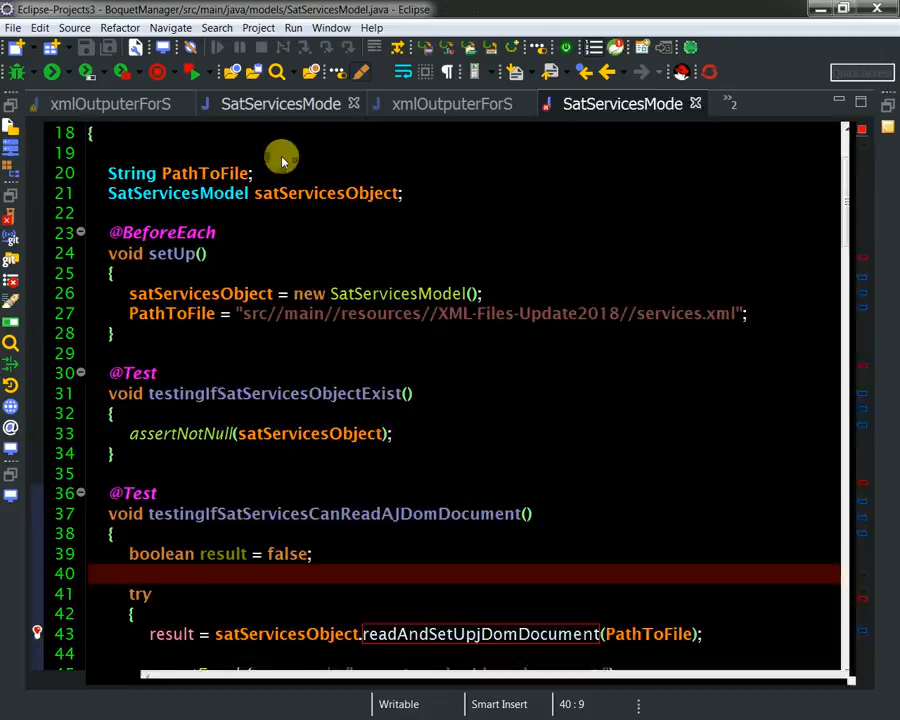 Eclipse-Projects3 - BoquetManager/src/main/java/models/SatServicesModel.java - Eclipse
File Edit Source Refactor Navigate Search Project Run Window Help
xmlOutputerForS SatServicesMode xmlOutputerForS SatServicesMode »2
18 {
19
20 String PathToFile;
21 SatServicesModel satServicesObject;
22
23 @BeforeEach
24 void setUp()
25 {
26 satServicesObject = new SatServicesModel();
27 PathToFile = "src//main//resources//XML-Files-Update2018//services.xml";
28 }
29
30 @Test
31 void testingIfSatServicesObjectExist()
32 {
33 assertNotNull(satServicesObject);
34 }
35
36 @Test
37 void testingIfSatServicesCanReadAJDomDocument()
38 {
39 boolean result = false;
40
41 try
42 {
43 result = satServicesObject.readAndSetUpjDomDocument(PathToFile);
44
Writable Smart Insert 40 : 9